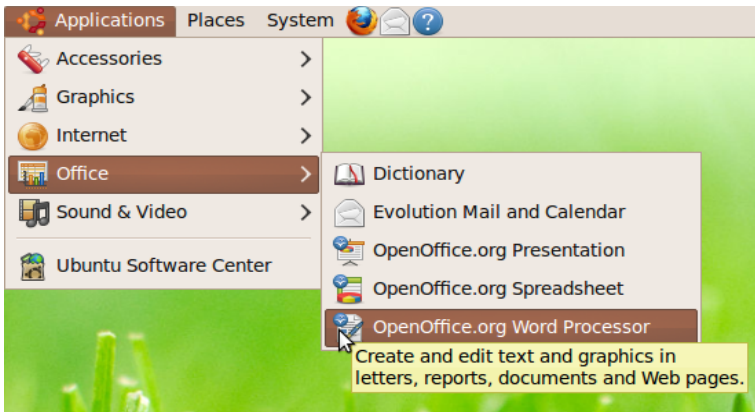 Applications Places System
Accessories
Graphics
Internet
Office
Sound & Video
Ubuntu Software Center
Dictionary
Evolution Mail and Calendar
OpenOffice.org Presentation
OpenOffice.org Spreadsheet
OpenOffice.org Word Processor
Create and edit text and graphics in
letters, reports, documents and Web pages.